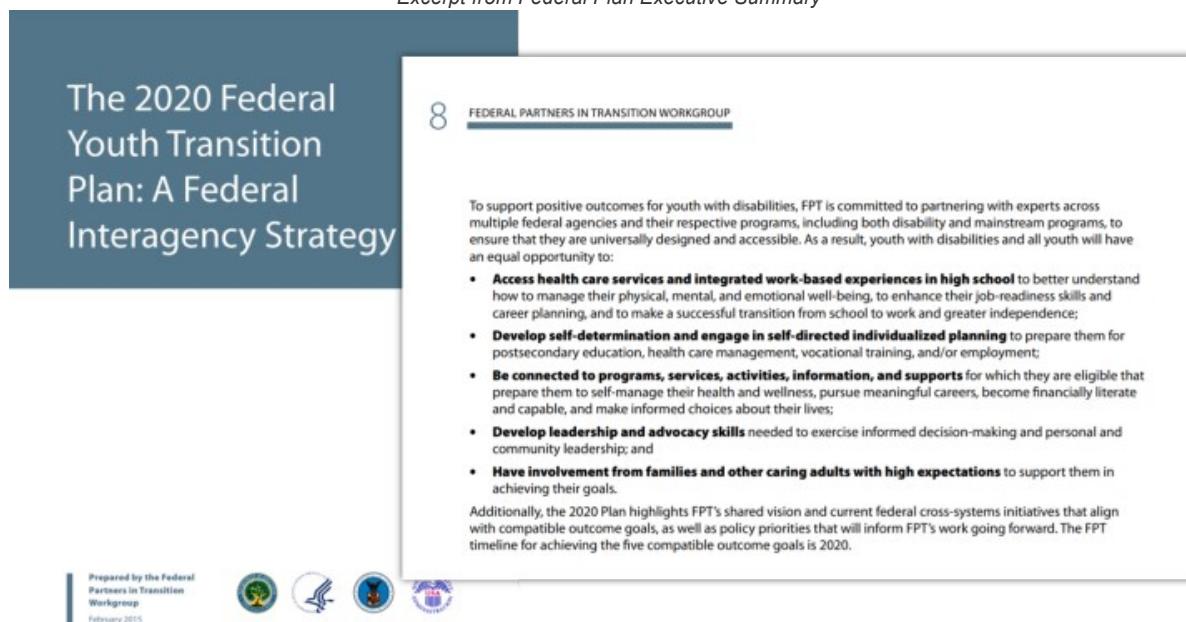 Excerpt from Federal Plan Executive Summary
The 2020 Federal
Youth Transition
Plan: A Federal
Interagency Strategy
8 FEDERAL PARTNERS IN TRANSITION WORKGROUP
To support positive outcomes for youth with disabilities, FPT is committed to partnering with experts across
multiple federal agencies and their respective programs, including both disability and mainstream programs, to
ensure that they are universally designed and accessible. As a result, youth with disabilities and all youth will have
an equal opportunity to:
• Access health care services and integrated work-based experiences in high school to better understand
how to manage their physical, mental, and emotional well-being, to enhance their job-readiness skills and
career planning, and to make a successful transition from school to work and greater independence;
• Develop self-determination and engage in self-directed individualized planning to prepare them for
postsecondary education, health care management, vocational training, and/or employment;
• Be connected to programs, services, activities, information, and supports for which they are eligible that
prepare them to self-manage their health and wellness, pursue meaningful careers, become financially literate
and capable, and make informed choices about their lives;
• Develop leadership and advocacy skills needed to exercise informed decision-making and personal and
community leadership; and
• Have involvement from families and other caring adults with high expectations to support them in
achieving their goals.
Additionally, the 2020 Plan highlights FPT's shared vision and current federal cross-systems initiatives that align
with compatible outcome goals, as well as policy priorities that will inform FPT's work going forward. The FPT
timeline for achieving the five compatible outcome goals is 2020.
Prepared by the Federal
Partners in Transition
Workgroup
February 2015
USA